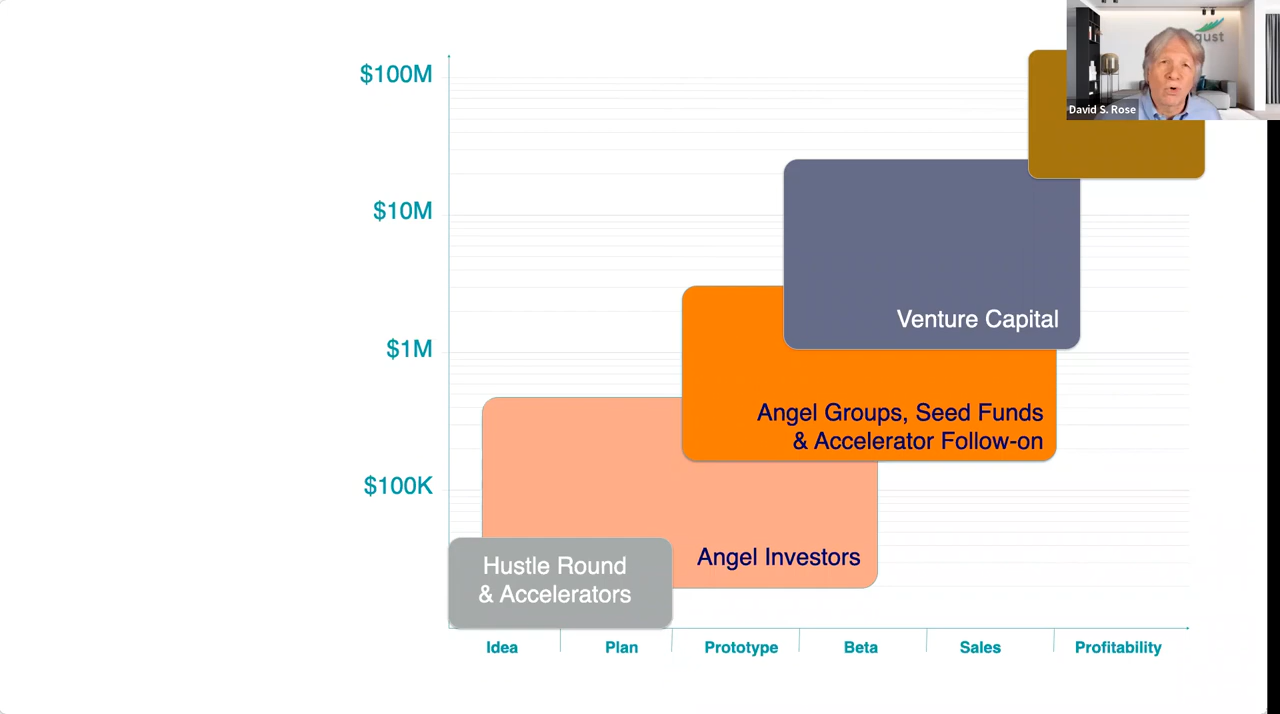 $100M
gust
David S. Rose
$10M
Venture Capital
$1M
Angel Groups, Seed Funds
& Accelerator Follow-on
$100K
Angel Investors
Hustle Round
& Accelerators
Idea
Plan
Prototype
Beta
Sales
Profitability